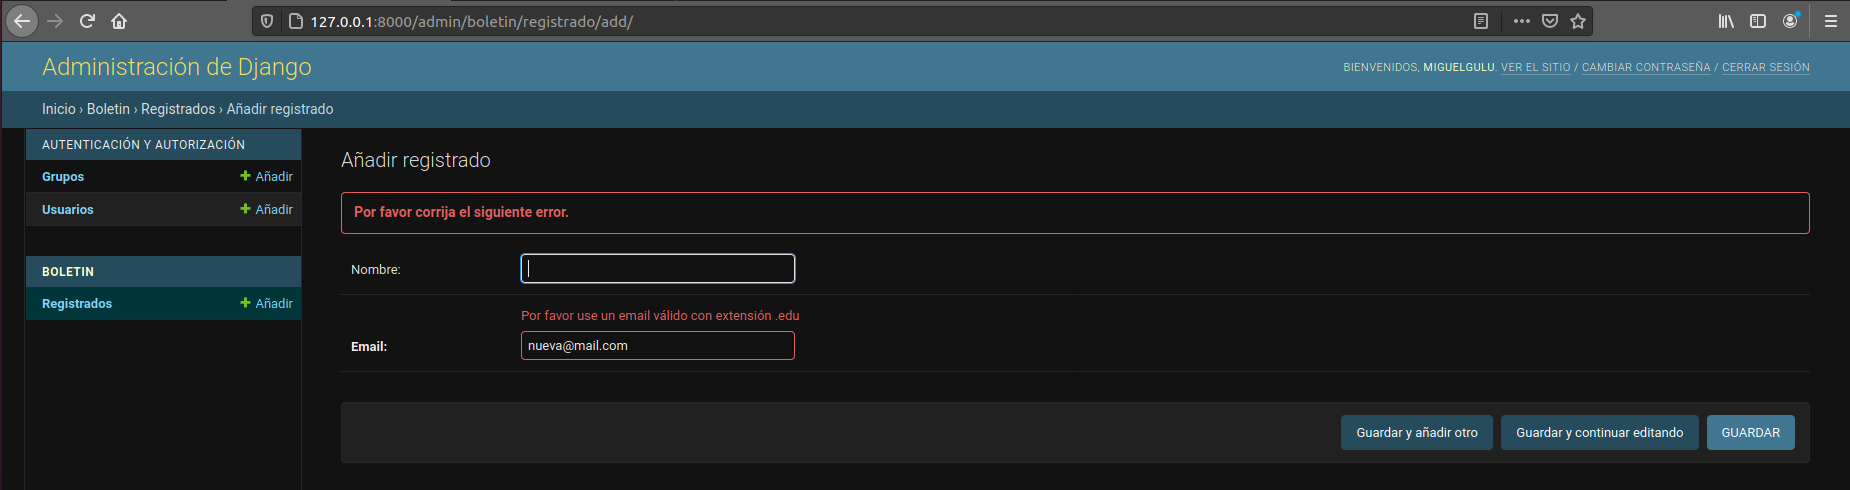 127.0.0.1:8000/admin/boletin/registrado/add/
Administración de Django
BIENVENIDOS, MIGUELGULU. VER EL SITIO / CAMBIAR CONTRASEÑA / CERRAR SESIÓN
Inicio › Boletin › Registrados › Añadir registrado
AUTENTICACIÓN Y AUTORIZACIÓN
Grupos
Añadir
Usuarios
Añadir
BOLETIN
Registrados
Añadir
Añadir registrado
Por favor corrija el siguiente error.
Nombre:
Por favor use un email válido con extensión .edu
Email:
nueva@mail.com
Guardar y añadir otro
Guardar y continuar editando
GUARDAR